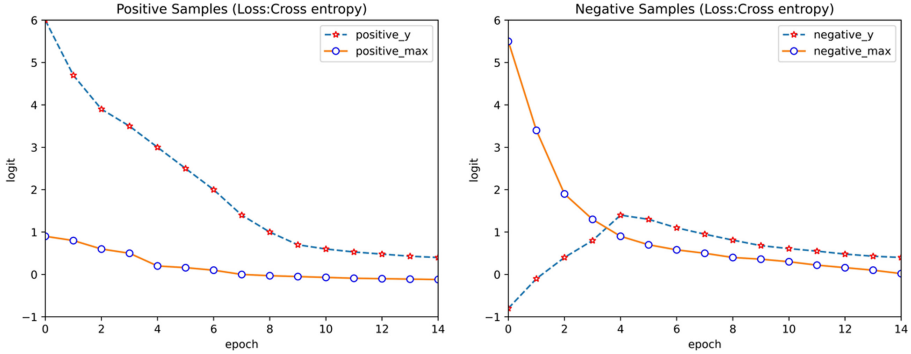 Positive Samples (Loss:Cross entropy)
6
5
4
3
2
1
0
−1
logit
positive_y
positive_max
0 2 4 6 8 10 12 14
epoch
Negative Samples (Loss:Cross entropy)
6
5
4
3
2
1
0
−1
logit
negative_y
negative_max
0 2 4 6 8 10 12 14
epoch